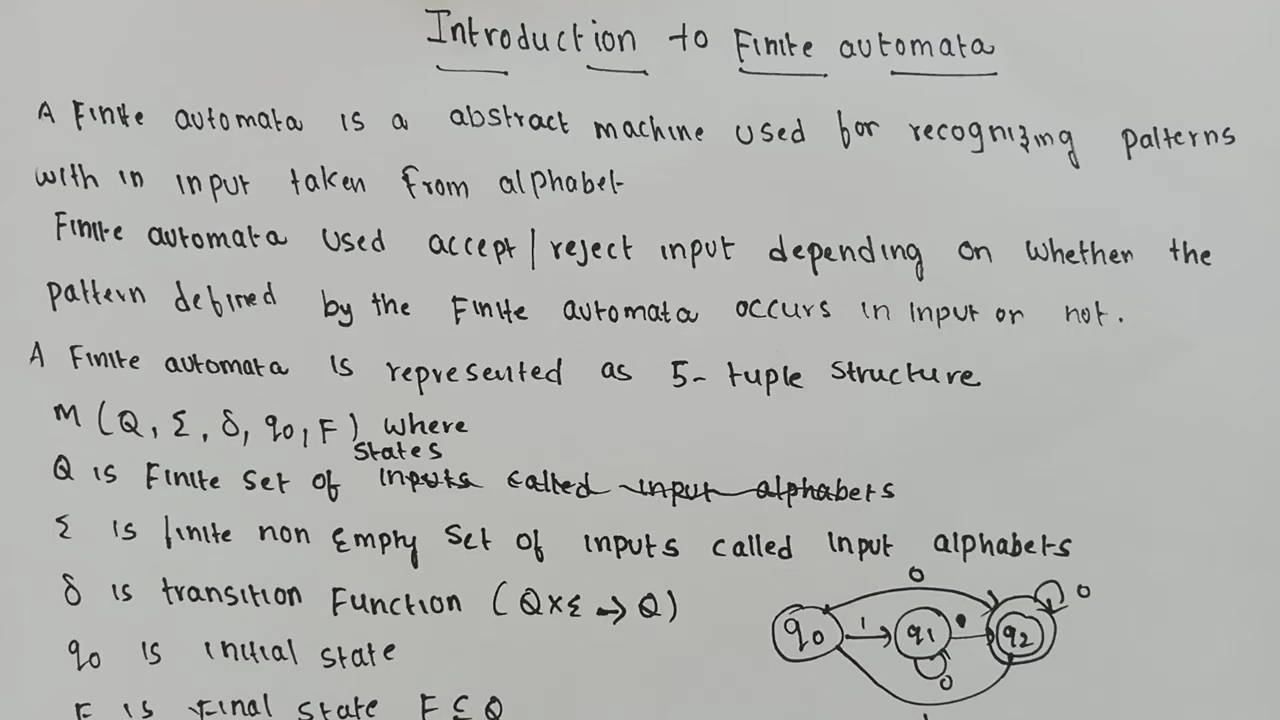 Introduction to Finite automata
A Finite automata is a abstract machine used for recognizing patterns
with in input taken from alphabet
Finite automata used accept/reject input depending on whether the
pattern defined by the Finite automata occurs in input or not.
A Finite automata is represented as 5-tuple structure
M (Q, Σ, δ, q0, F) where
states
Q is Finite set of inputs called input alphabets
Σ is finite non Empty set of inputs called input alphabets
δ is transition Function (Q×Σ → Q)
q0 is initial state
F is Final state F ⊆ Q
0
0
q0 1 q1 q2
0